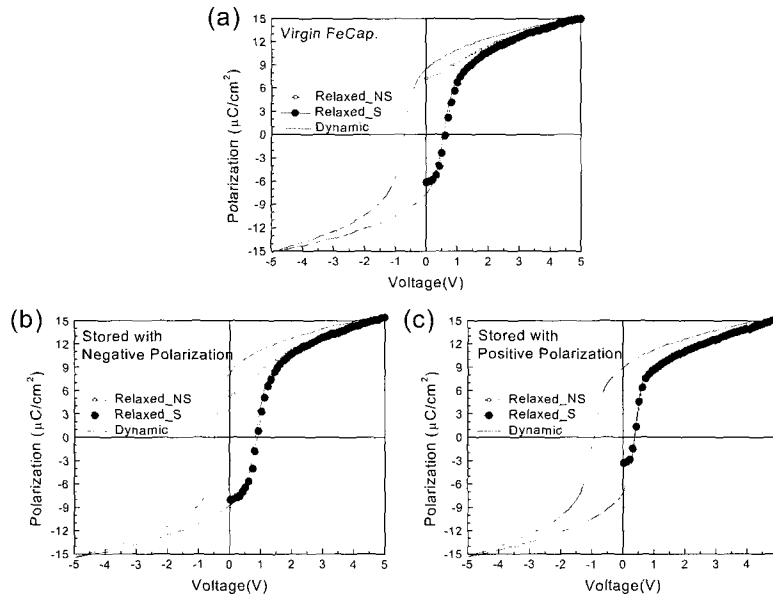 (a)
Virgin FeCap.
Relaxed_NS
Relaxed_S
Dynamic
Polarization (μC/cm²)
15
12
9
6
3
0
-3
-6
-9
-12
-15
-5 -4 -3 -2 -1 0 1 2 3 4 5
Voltage(V)
(b)
Stored with
Negative Polarization
Relaxed_NS
Relaxed_S
Dynamic
Polarization (μC/cm²)
15
12
9
6
3
0
-3
-6
-9
-12
-15
-5 -4 -3 -2 -1 0 1 2 3 4 5
Voltage(V)
(c)
Stored with
Positive Polarization
Relaxed_NS
Relaxed_S
Dynamic
Polarization (μC/cm²)
15
12
9
6
3
0
-3
-6
-9
-12
-15
-5 -4 -3 -2 -1 0 1 2 3 4
Voltage(V)